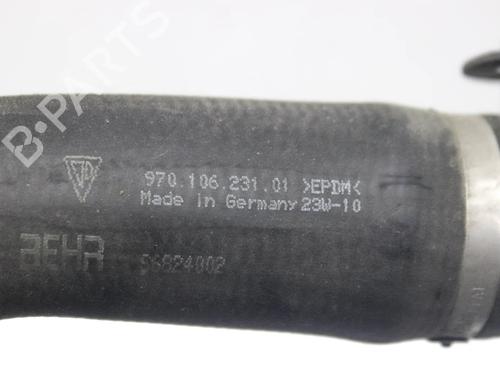 B-PARTS
970.106.231.01 >EPDM<
Made in Germany 23W-10
BEHR 56824002